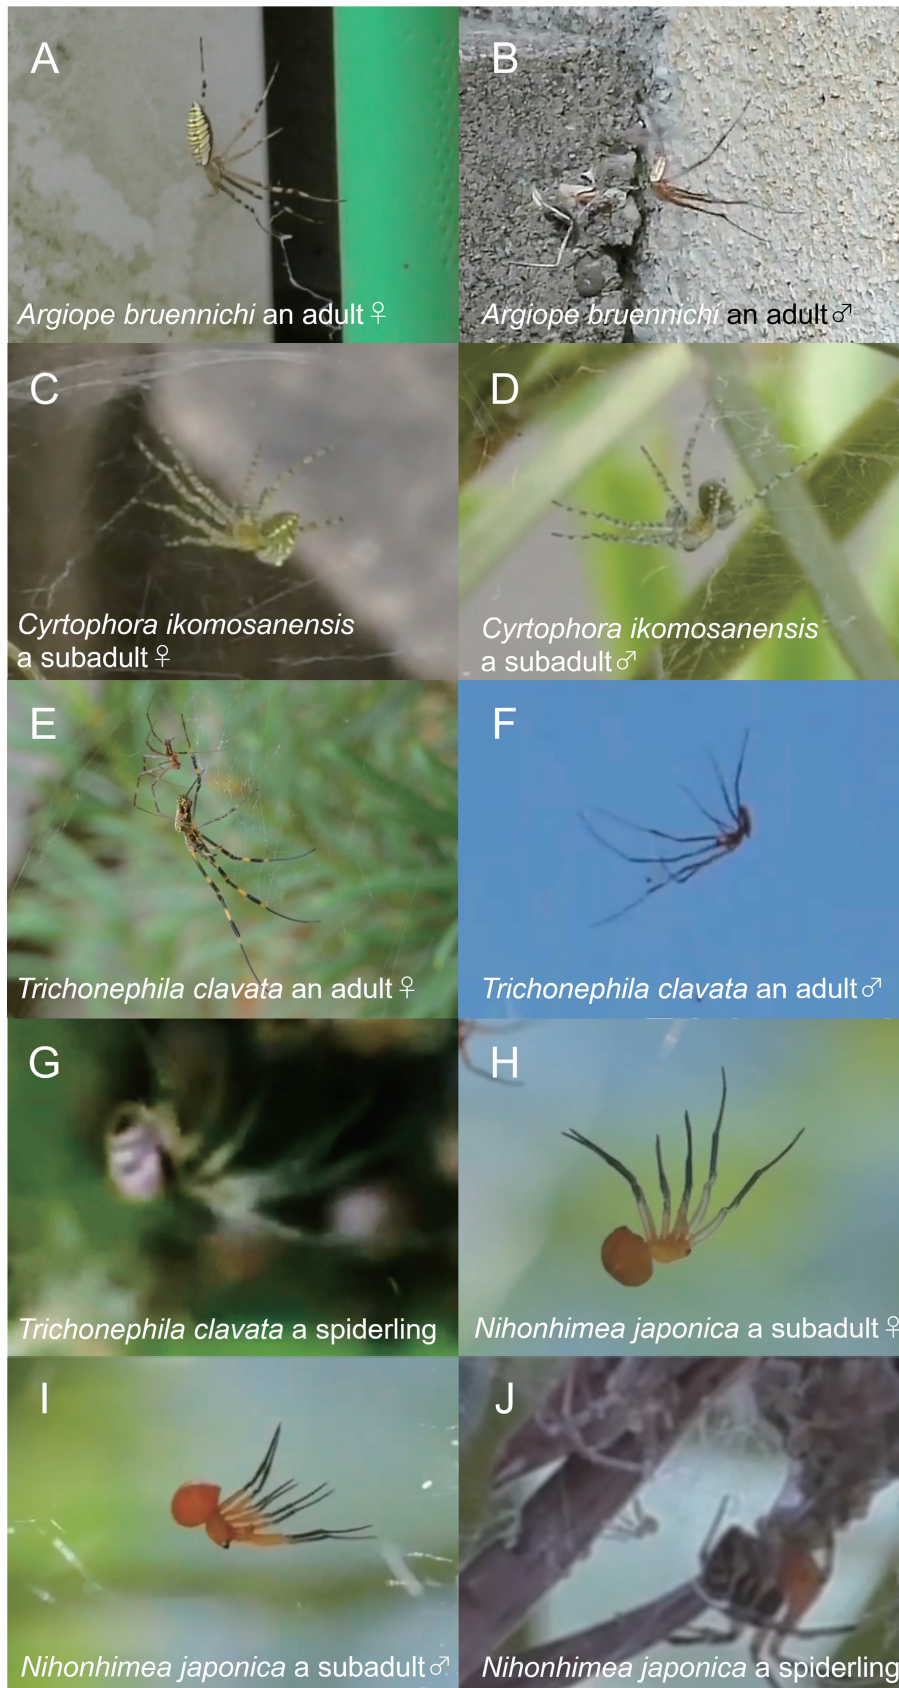 A
B
Argiope bruennichi an adult♀
Argiope bruennichi an adult♂
C
D
Cyrtophora ikomosanensis
a subadult♀
Cyrtophora ikomosanensis
a subadult♂
E
F
Trichonephila clavata an adult♀
Trichonephila clavata an adult♂
G
H
Trichonephila clavata a spiderling
Nihonhimea japonica a subadult♀
I
J
Nihonhimea japonica a subadult♂
Nihonhimea japonica a spiderling